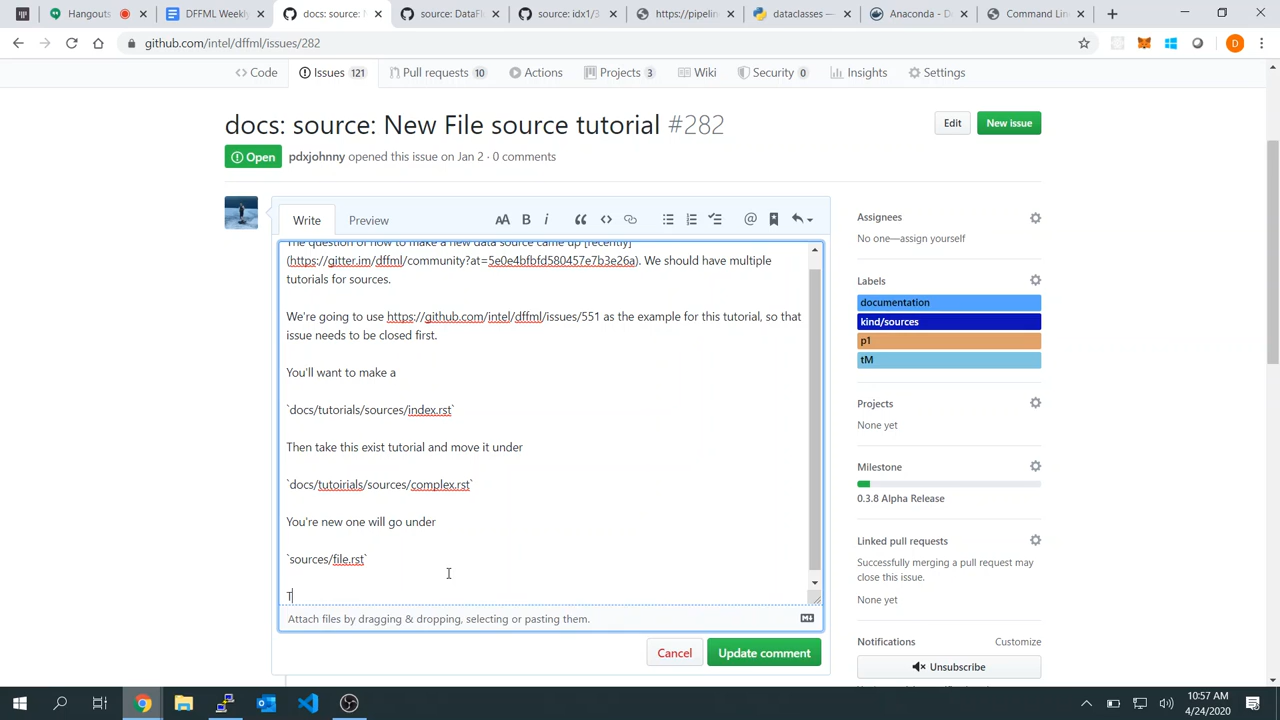 Hangouts
DFFML Weekly
docs: source: N
source: DataFl
source: idx1/3
https://pipelin
dataclasses —
Anaconda - De
Command Lin
github.com/intel/dffml/issues/282
D
Code
Issues 121
Pull requests 10
Actions
Projects 3
Wiki
Security 0
Insights
Settings
docs: source: New File source tutorial #282
Edit
New issue
Open
pdxjohnny opened this issue on Jan 2 · 0 comments
Write
Preview
AA B i
The question of how to make a new data source came up [recently]
(https://gitter.im/dffml/community?at=5e0e4bfbfd580457e7b3e26a). We should have multiple
tutorials for sources.
We're going to use https://github.com/intel/dffml/issues/551 as the example for this tutorial, so that
issue needs to be closed first.
You'll want to make a
`docs/tutorials/sources/index.rst`
Then take this exist tutorial and move it under
`docs/tutoirials/sources/complex.rst`
You're new one will go under
`sources/file.rst`
T
Attach files by dragging & dropping, selecting or pasting them.
Cancel
Update comment
Assignees
No one—assign yourself
Labels
documentation
kind/sources
p1
tM
Projects
None yet
Milestone
0.3.8 Alpha Release
Linked pull requests
Successfully merging a pull request may
close this issue.
None yet
Notifications
Customize
Unsubscribe
10:57 AM
4/24/2020